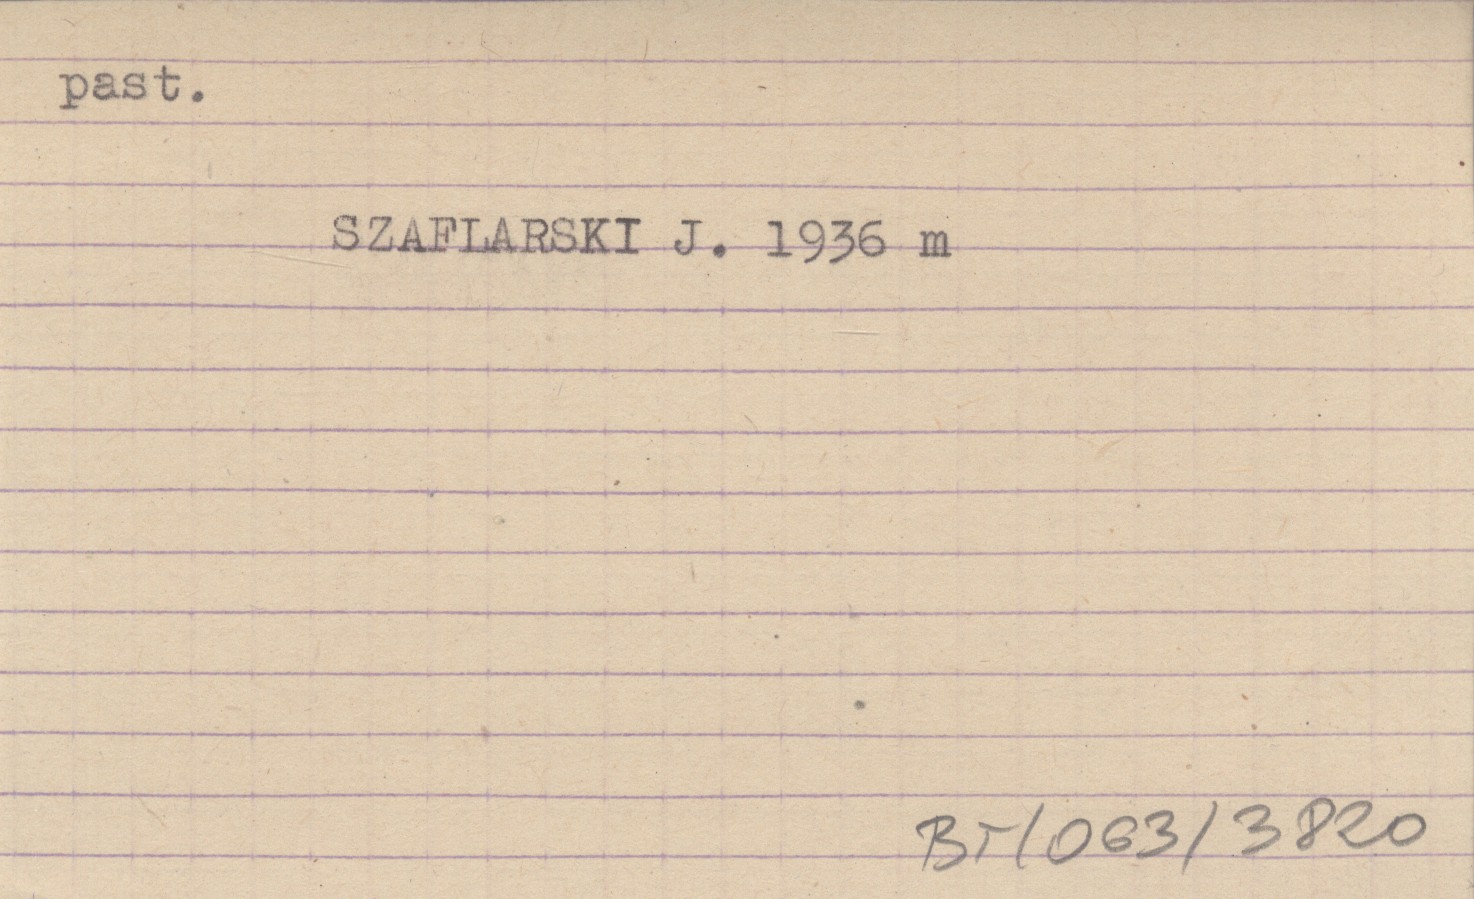 past.
SZAFLARSKI J. 1936 m
BT/063/3820